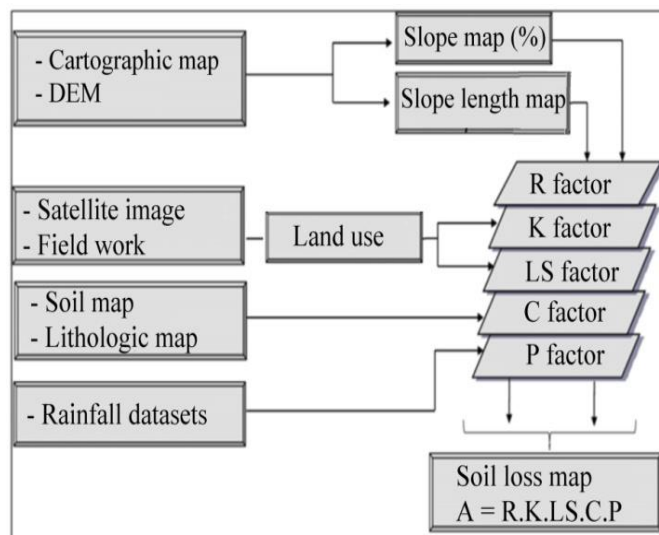 - Cartographic map
- DEM
Slope map (%)
Slope length map
- Satellite image
- Field work
Land use
- Soil map
- Lithologic map
- Rainfall datasets
R factor
K factor
LS factor
C factor
P factor
Soil loss map
A = R.K.LS.C.P